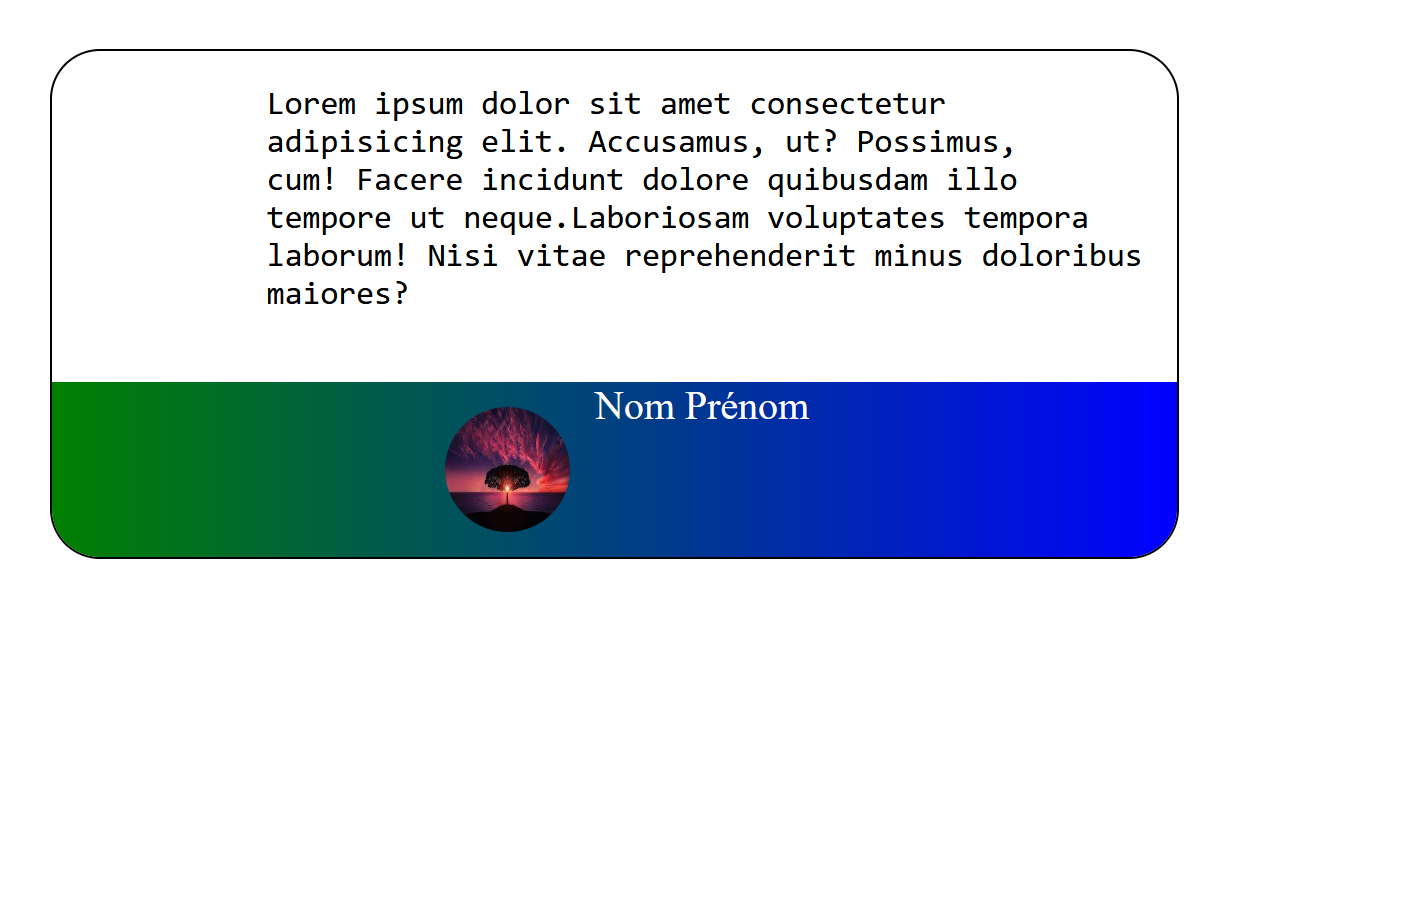 Lorem ipsum dolor sit amet consectetur
adipisicing elit. Accusamus, ut? Possimus,
cum! Facere incidunt dolore quibusdam illo
tempore ut neque.Laboriosam voluptates tempora
laborum! Nisi vitae reprehenderit minus doloribus
maiores?
Nom Prénom